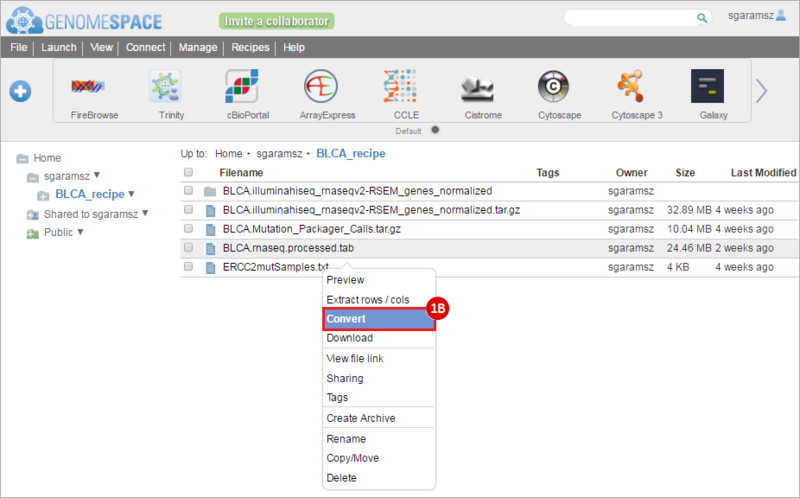 GENOMESPACE
Invite a collaborator
sgaramsz
File Launch View Connect Manage Recipes Help
FireBrowse Trinity cBioPortal ArrayExpress CCLE Cistrome Cytoscape Cytoscape 3 Galaxy
Default
Home
sgaramsz
BLCA_recipe
Shared to sgaramsz
Public
Up to: Home sgaramsz BLCA_recipe
Filename Tags Owner Size Last Modified
BLCA.illuminahiseq_rnaseqv2-RSEM_genes_normalized sgaramsz
BLCA.illuminahiseq_rnaseqv2-RSEM_genes_normalized.tar.gz sgaramsz 32.89 MB 4 weeks ago
BLCA.Mutation_Packager_Calls.tar.gz sgaramsz 10.04 MB 4 weeks ago
BLCA.rnaseq.processed.tab sgaramsz 24.46 MB 2 weeks ago
ERCC2mutSamples.txt sgaramsz 4 KB 2 weeks ago
Preview
Extract rows / cols
Convert
1B
Download
View file link
Sharing
Tags
Create Archive
Rename
Copy/Move
Delete